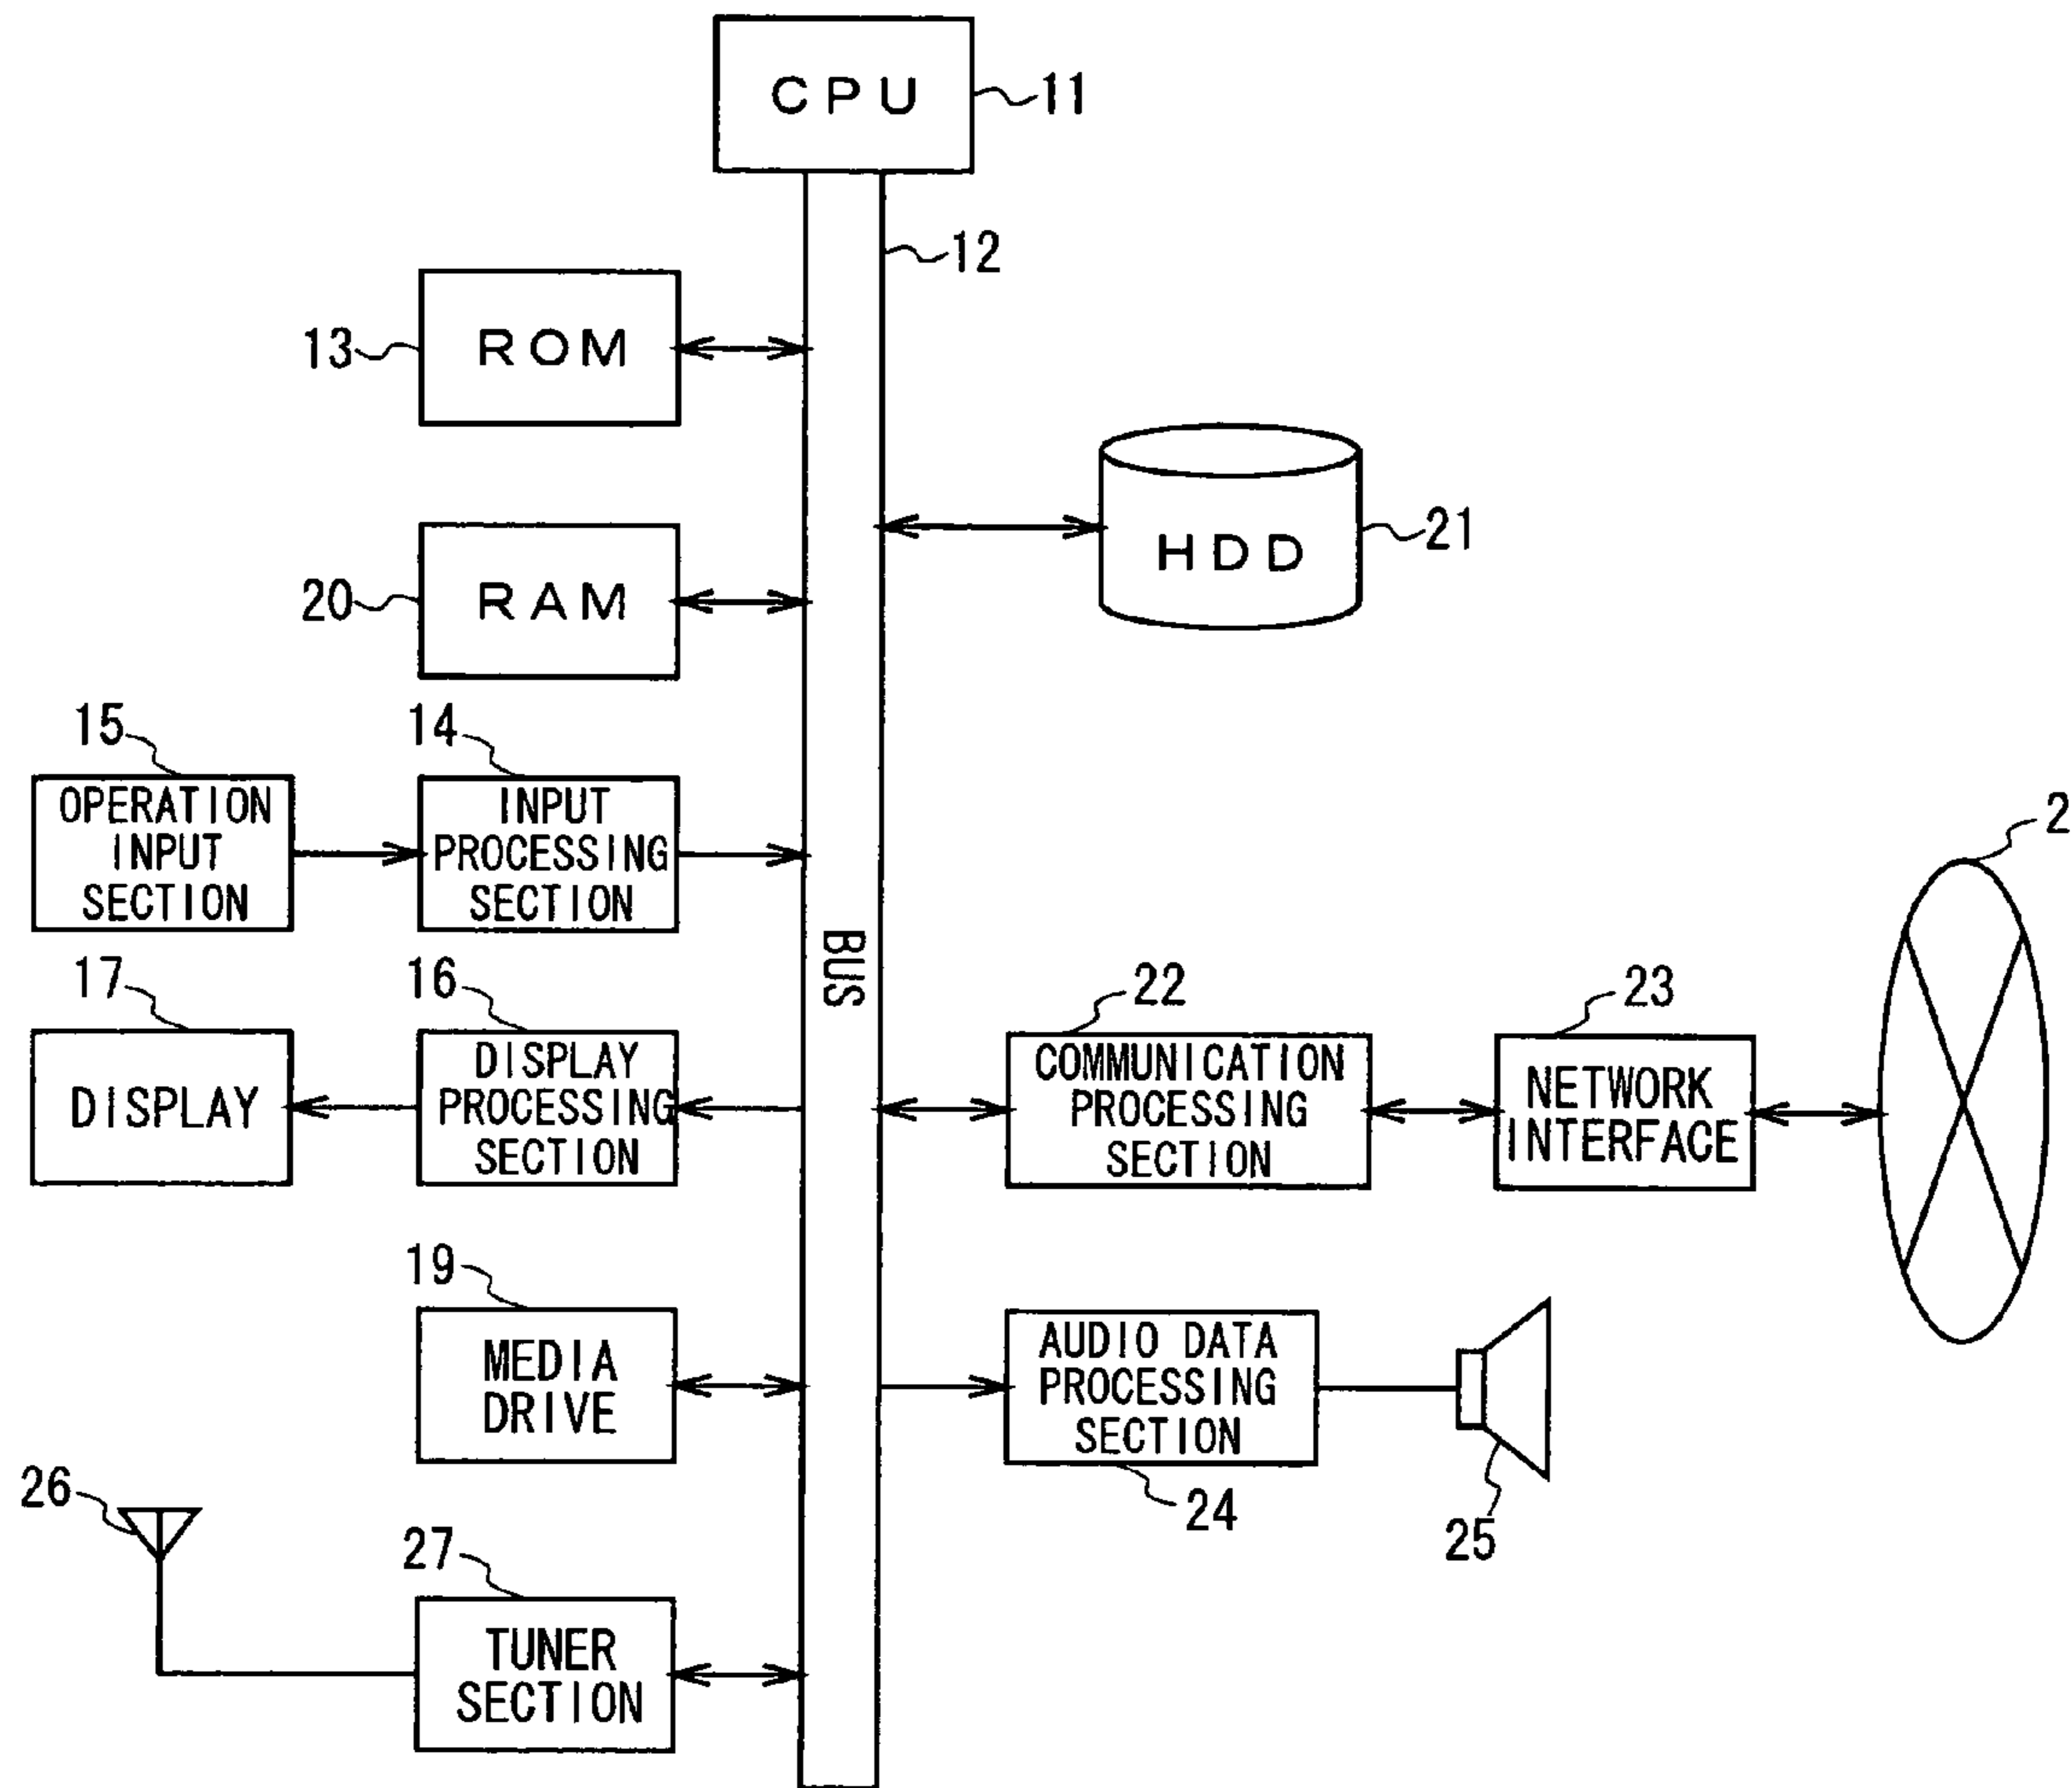 CPU
11
12
ROM
13
RAM
20
HDD
21
15
OPERATION
INPUT
SECTION
14
INPUT
PROCESSING
SECTION
BUS
17
DISPLAY
16
DISPLAY
PROCESSING
SECTION
22
COMMUNICATION
PROCESSING
SECTION
23
NETWORK
INTERFACE
2
19
MEDIA
DRIVE
AUDIO DATA
PROCESSING
SECTION
24
25
26
27
TUNER
SECTION